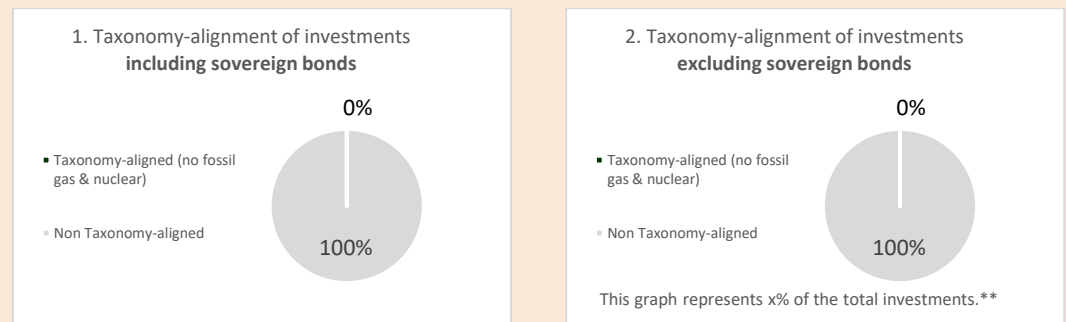 1. Taxonomy-alignment of investments
including sovereign bonds
0%
Taxonomy-aligned (no fossil
gas & nuclear)
Non Taxonomy-aligned
100%
2. Taxonomy-alignment of investments
excluding sovereign bonds
0%
Taxonomy-aligned (no fossil
gas & nuclear)
Non Taxonomy-aligned
100%
This graph represents x% of the total investments.**